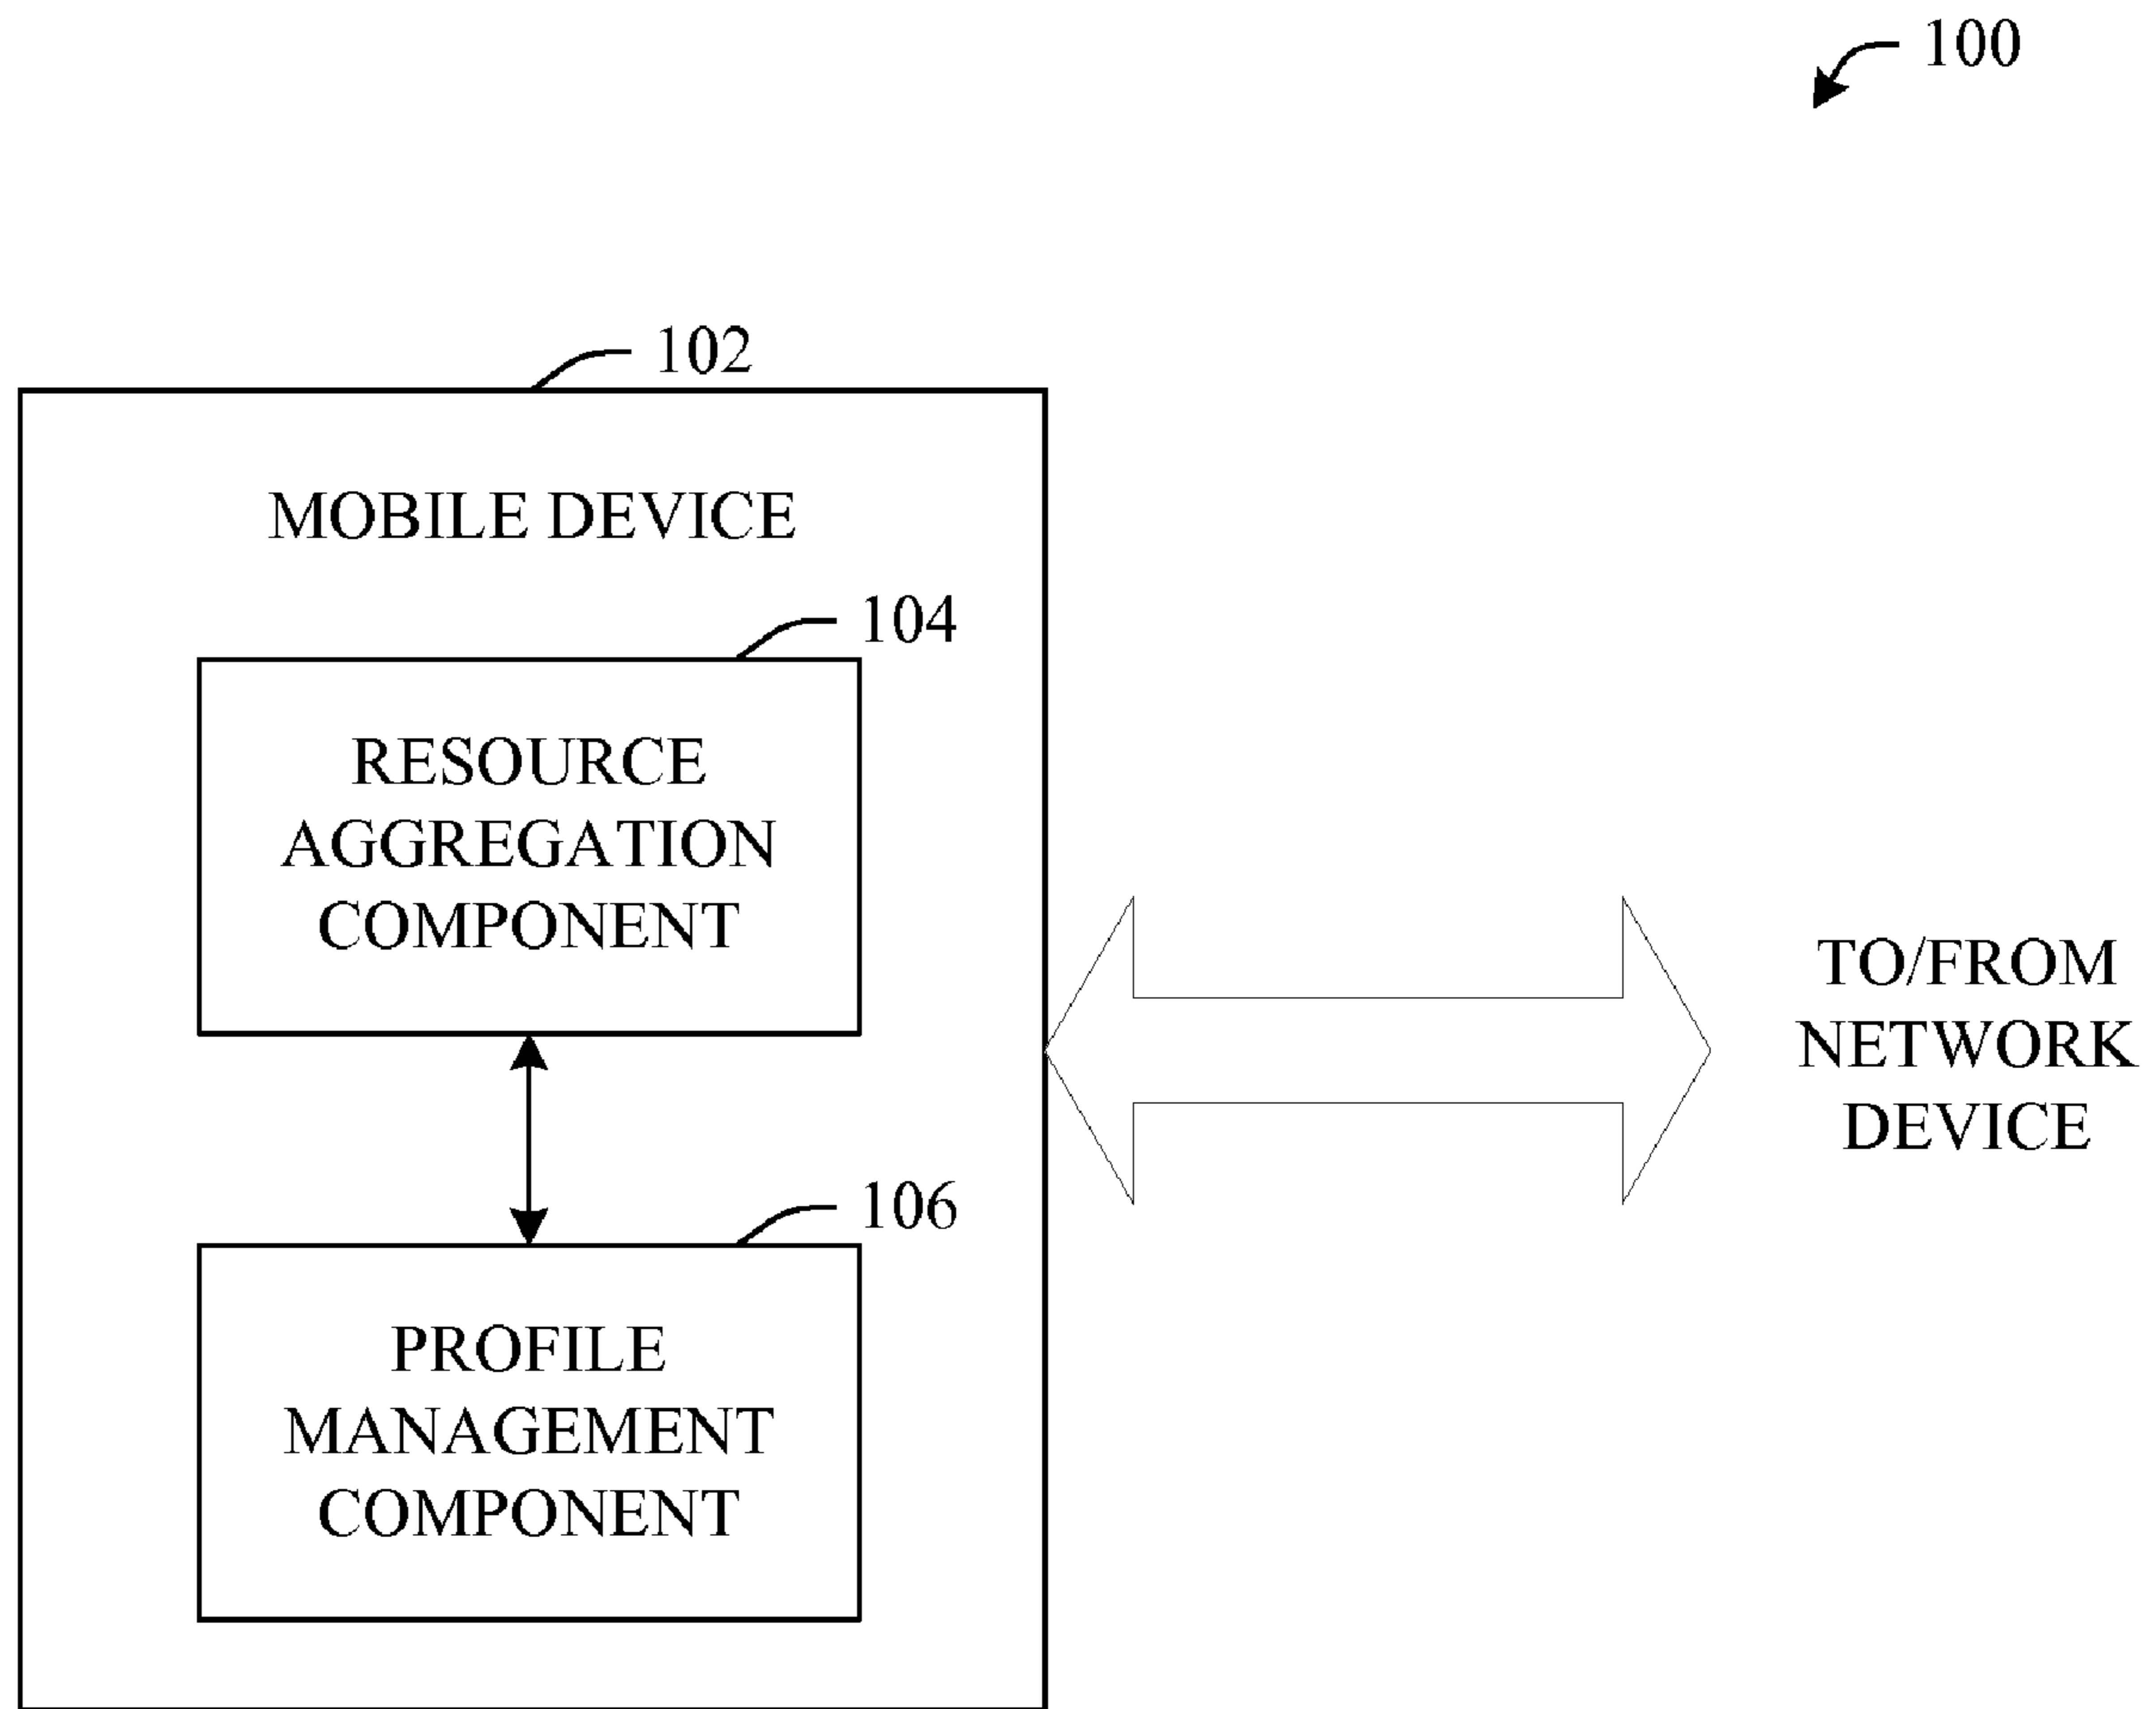 100
102
MOBILE DEVICE
104
RESOURCE
AGGREGATION
COMPONENT
TO/FROM
NETWORK
DEVICE
106
PROFILE
MANAGEMENT
COMPONENT